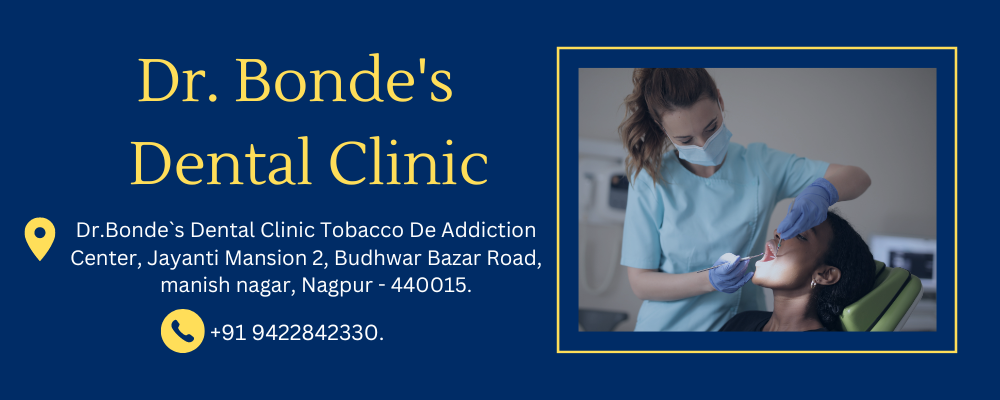 Dr. Bonde's
Dental Clinic
Dr.Bonde`s Dental Clinic Tobacco De Addiction
Center, Jayanti Mansion 2, Budhwar Bazar Road,
manish nagar, Nagpur - 440015.
+91 9422842330.